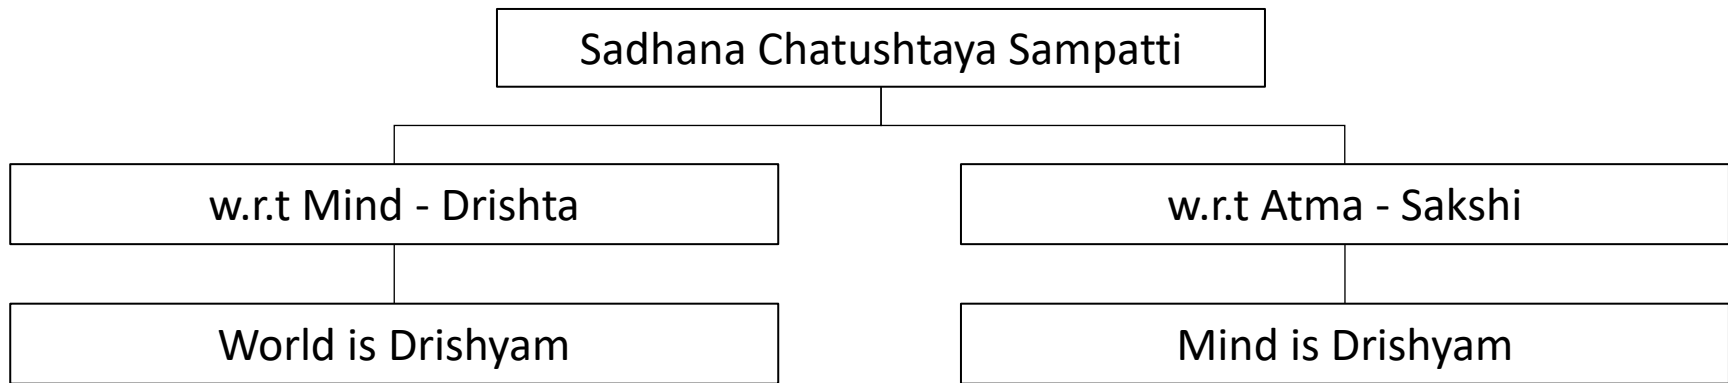 Sadhana Chatushtaya Sampatti
w.r.t Mind - Drishta
w.r.t Atma - Sakshi
World is Drishyam
Mind is Drishyam